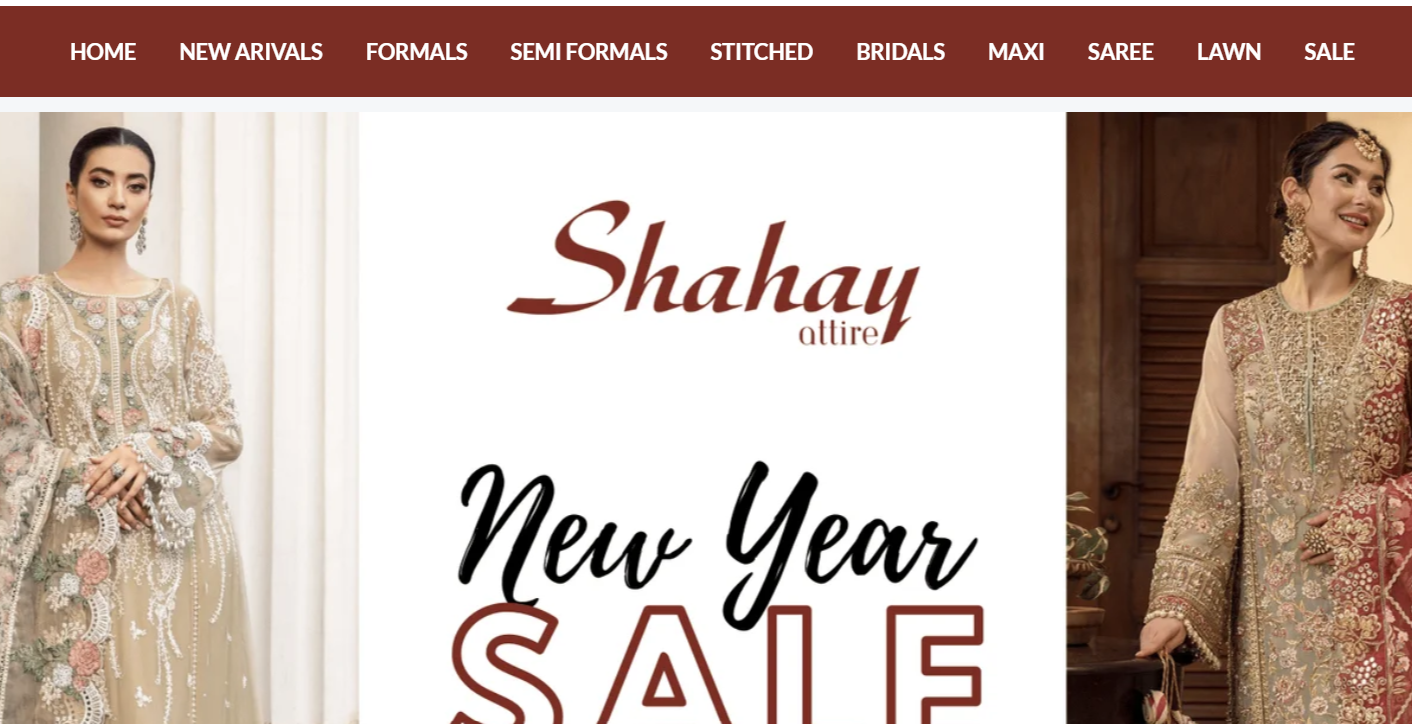 HOME NEW ARIVALS FORMALS SEMI FORMALS STITCHED BRIDALS MAXI SAREE LAWN SALE
Shahay
attire
New Year
SALE